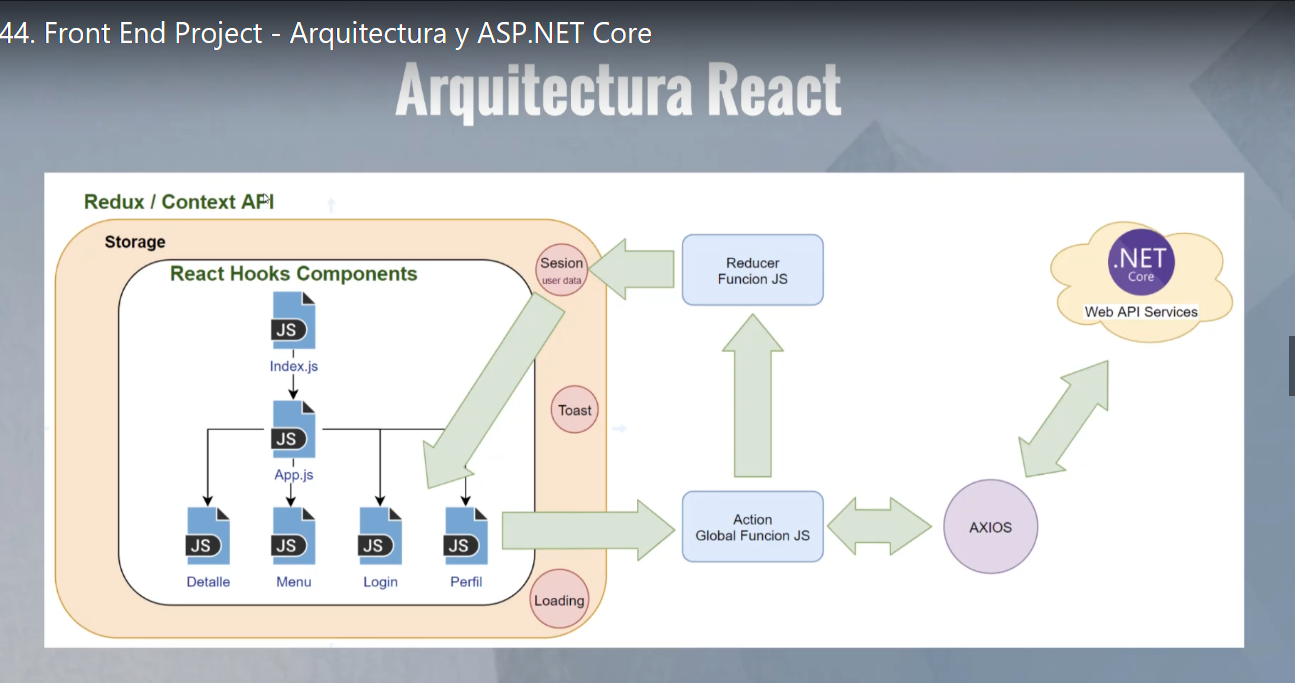 44. Front End Project - Arquitectura y ASP.NET Core
Arquitectura React
Redux / Context API
Storage
React Hooks Components
JS
Index.js
JS
App.js
JS
Detalle
JS
Menu
JS
Login
JS
Perfil
Sesion
user data
Toast
Loading
Reducer
Funcion JS
Action
Global Funcion JS
AXIOS
.NET
Core
Web API Services